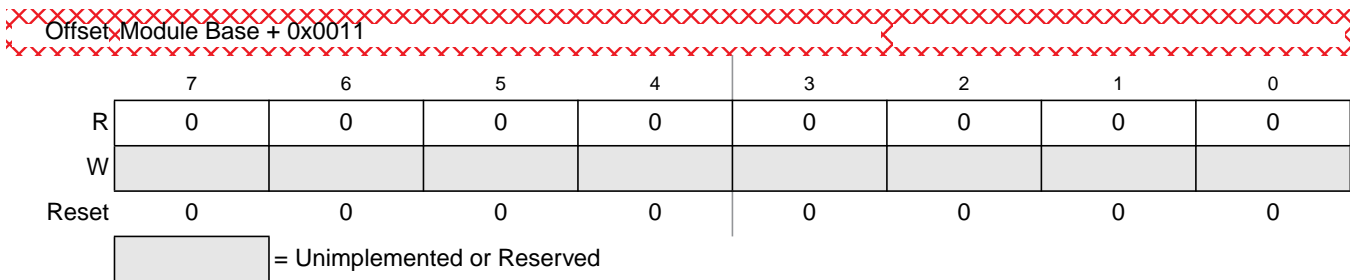 Offset Module Base + 0x0011
7 6 5 4 3 2 1 0
R 0 0 0 0 0 0 0 0
W
Reset 0 0 0 0 0 0 0 0
= Unimplemented or Reserved